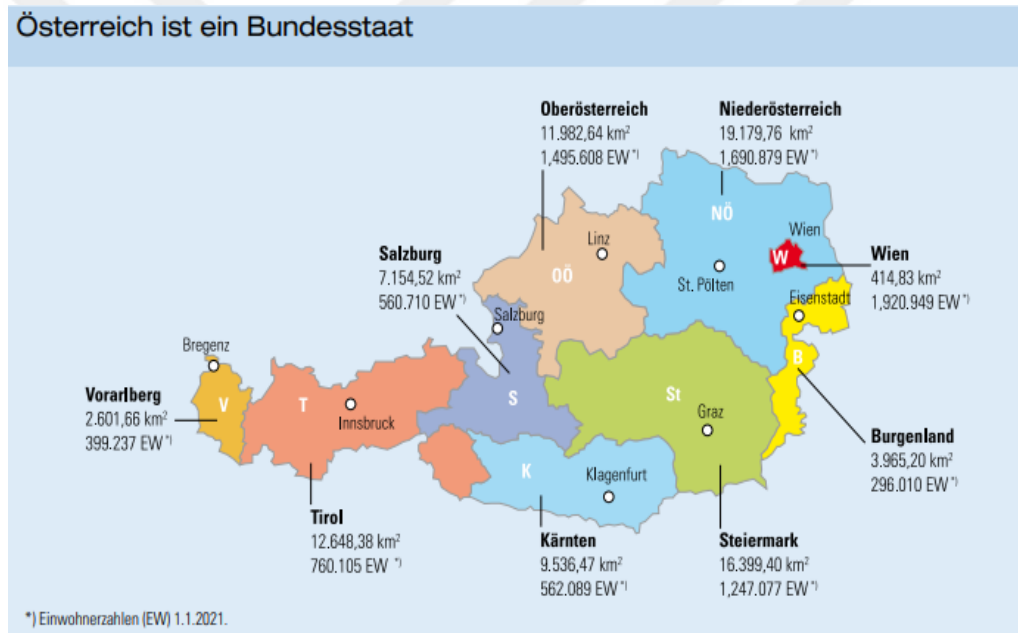 Österreich ist ein Bundesstaat
Oberösterreich
11.982,64 km²
1,495.608 EW *)
Niederösterreich
19.179,76 km²
1,690.879 EW *)
NÖ
Linz
Wien
Salzburg
7.154,52 km²
560.710 EW *)
OÖ
W
Wien
414,83 km²
1,920.949 EW *)
St. Pölten
Eisenstadt
Salzburg
Bregenz
B
Vorarlberg
2.601,66 km²
399.237 EW *)
V
T
Innsbruck
S
St
Graz
Burgenland
3.965,20 km²
296.010 EW *)
K
Klagenfurt
Tirol
12.648,38 km²
760.105 EW *)
Kärnten
9.536,47 km²
562.089 EW *)
Steiermark
16.399,40 km²
1,247.077 EW *)
*) Einwohnerzahlen (EW) 1.1.2021.